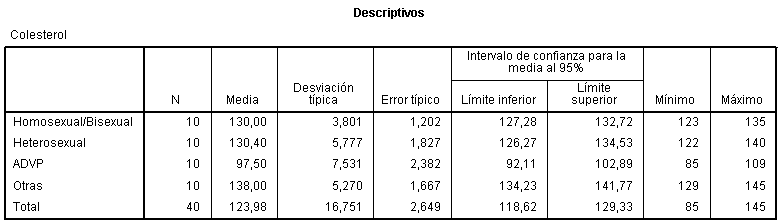 Descriptivos
Colesterol
Intervalo de confianza para la media al 95%
N Media Desviación típica Error típico Límite inferior Límite superior Mínimo Máximo
Homosexual/Bisexual 10 130,00 3,801 1,202 127,28 132,72 123 135
Heterosexual 10 130,40 5,777 1,827 126,27 134,53 122 140
ADVP 10 97,50 7,531 2,382 92,11 102,89 85 109
Otras 10 138,00 5,270 1,667 134,23 141,77 129 145
Total 40 123,98 16,751 2,649 118,62 129,33 85 145